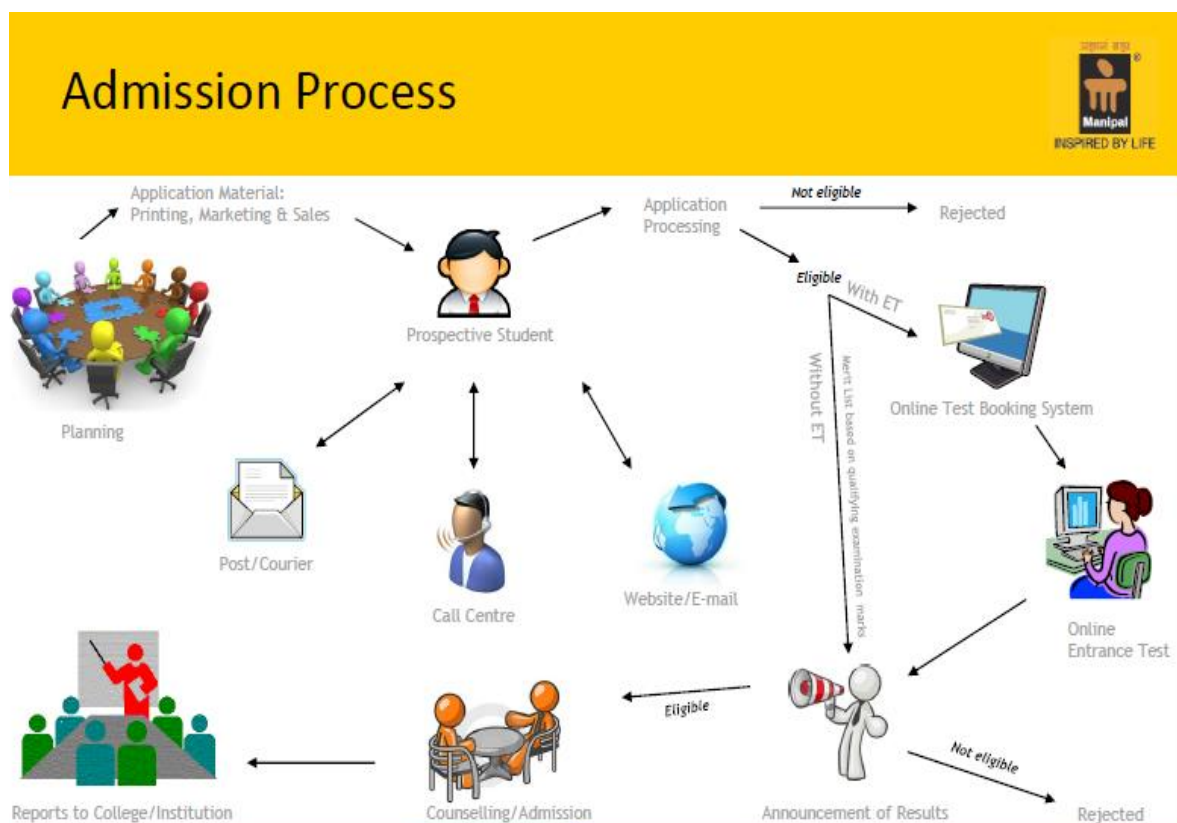 Admission Process
प्रज्ञानं ब्रह्म
®
Manipal
INSPIRED BY LIFE
Application Material:
Printing, Marketing & Sales
Application
Processing
Not eligible
Rejected
Eligible
With ET
Prospective Student
Planning
Without ET
Merit List based on qualifying examination marks
Online Test Booking System
Post/Courier
Call Centre
Website/E-mail
Online
Entrance Test
Eligible
Not eligible
Reports to College/Institution
Counselling/Admission
Announcement of Results
Rejected